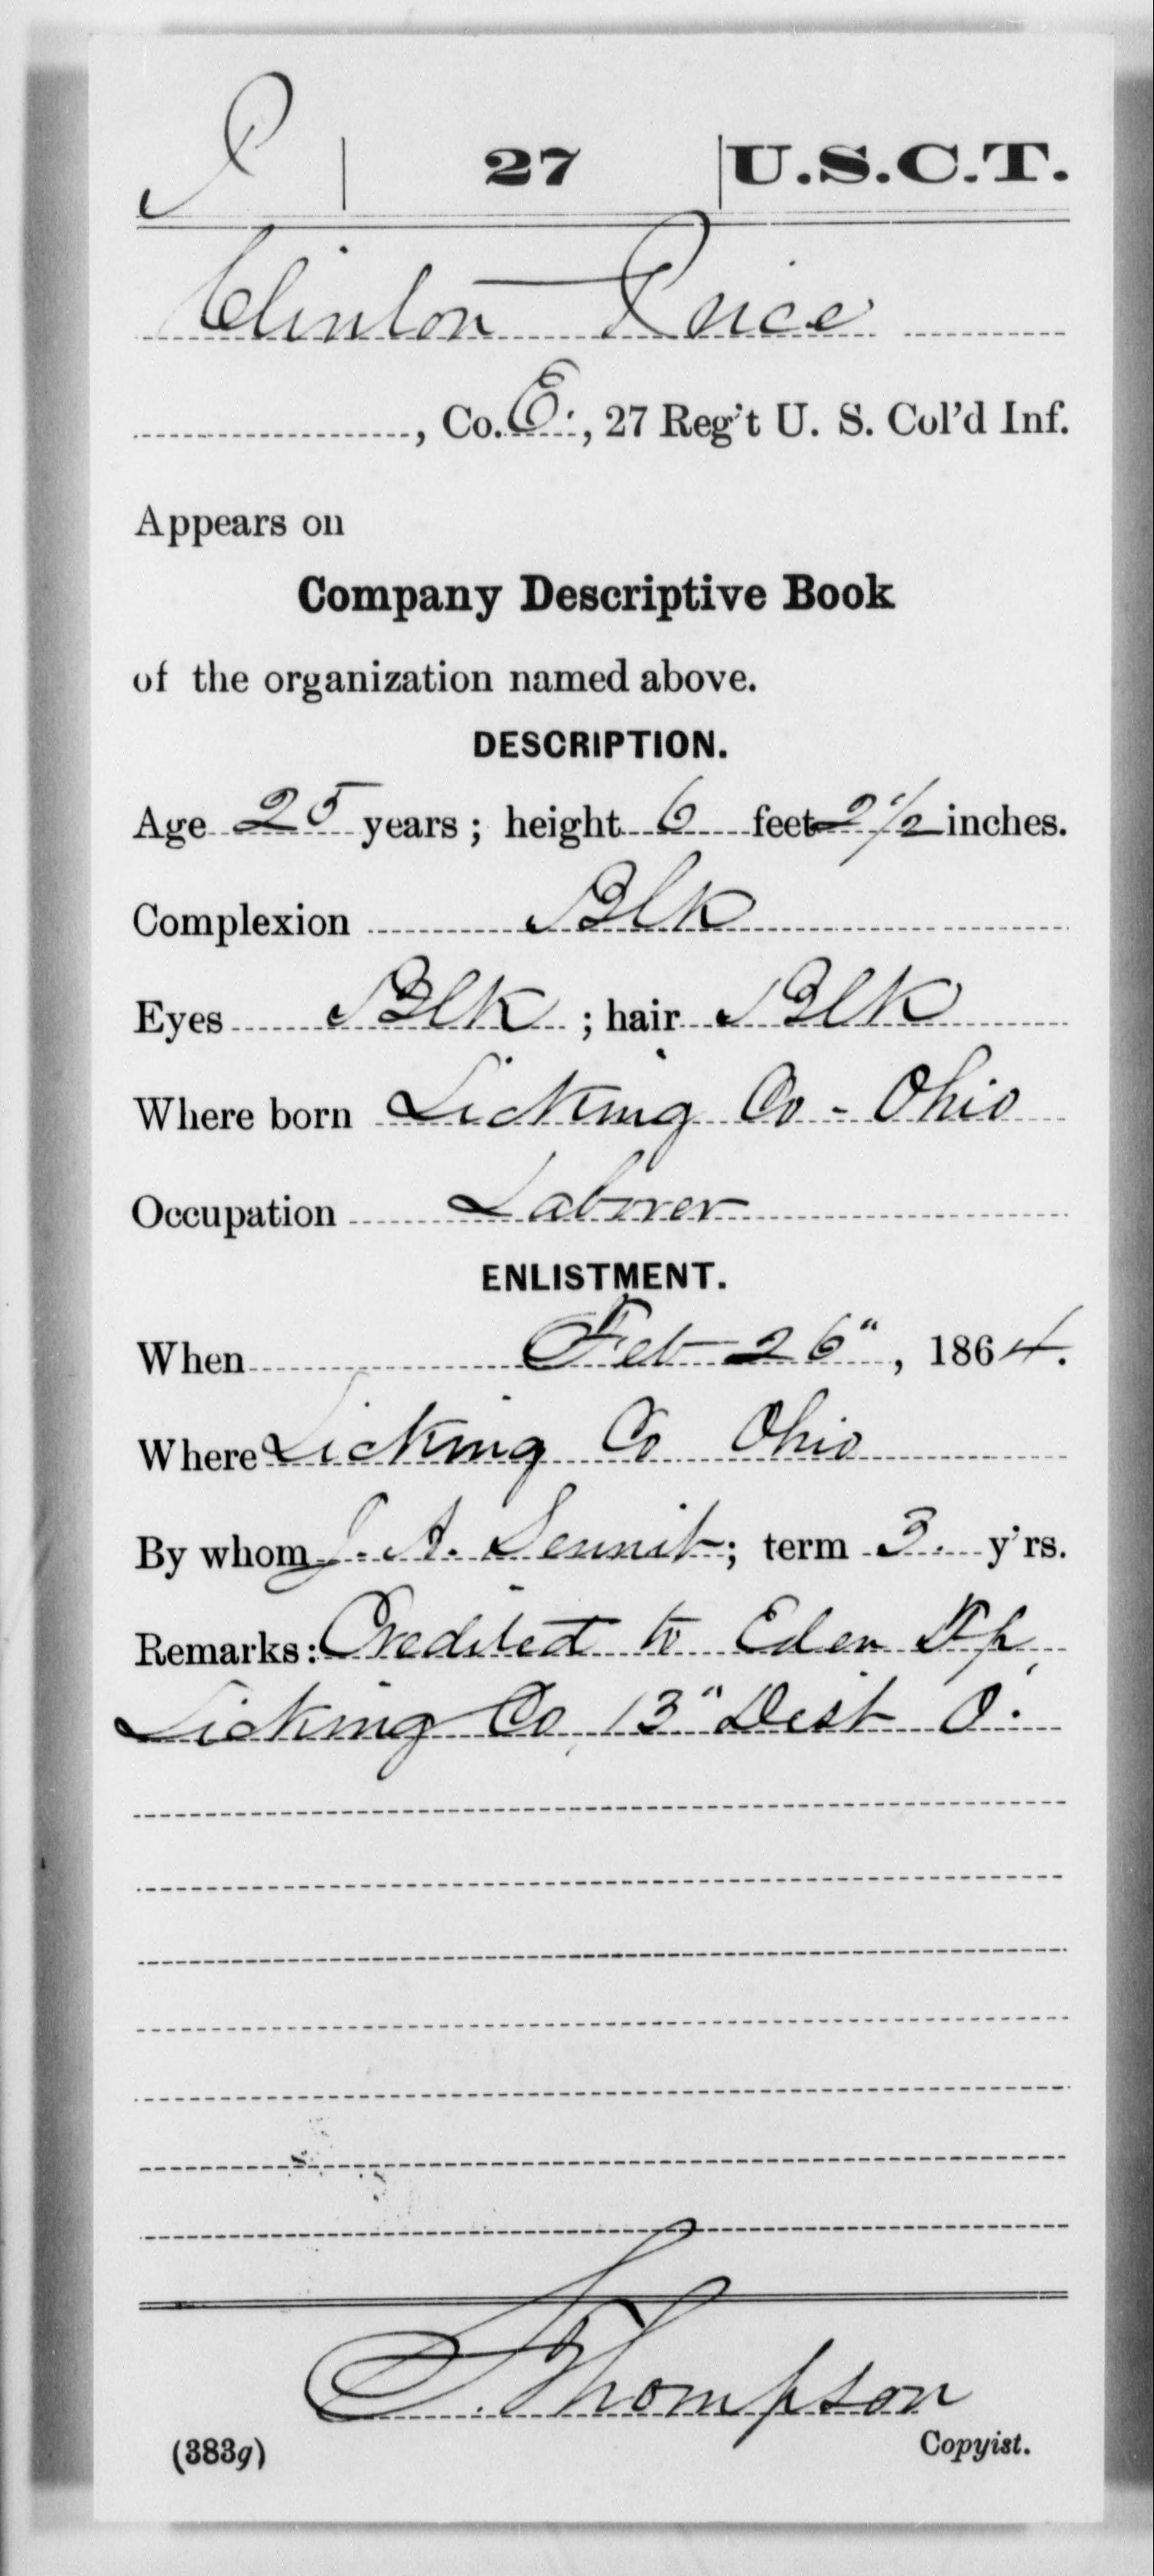 P | 27 | U.S.C.T.
Clinton Price
, Co. E., 27 Reg't U. S. Col'd Inf.
Appears on
Company Descriptive Book
of the organization named above.
DESCRIPTION.
Age 25 years; height 6 feet 2 1/2 inches.
Complexion Blk
Eyes Blk; hair Blk
Where born Licking Co - Ohio
Occupation Laborer
ENLISTMENT.
When Feb 26", 1864.
Where Licking Co Ohio
By whom J. A. Sennit; term 3. y'rs.
Remarks: Credited to Eden Tp,
Licking Co, 13" Dist O.
S. Thompson
(383g) Copyist.